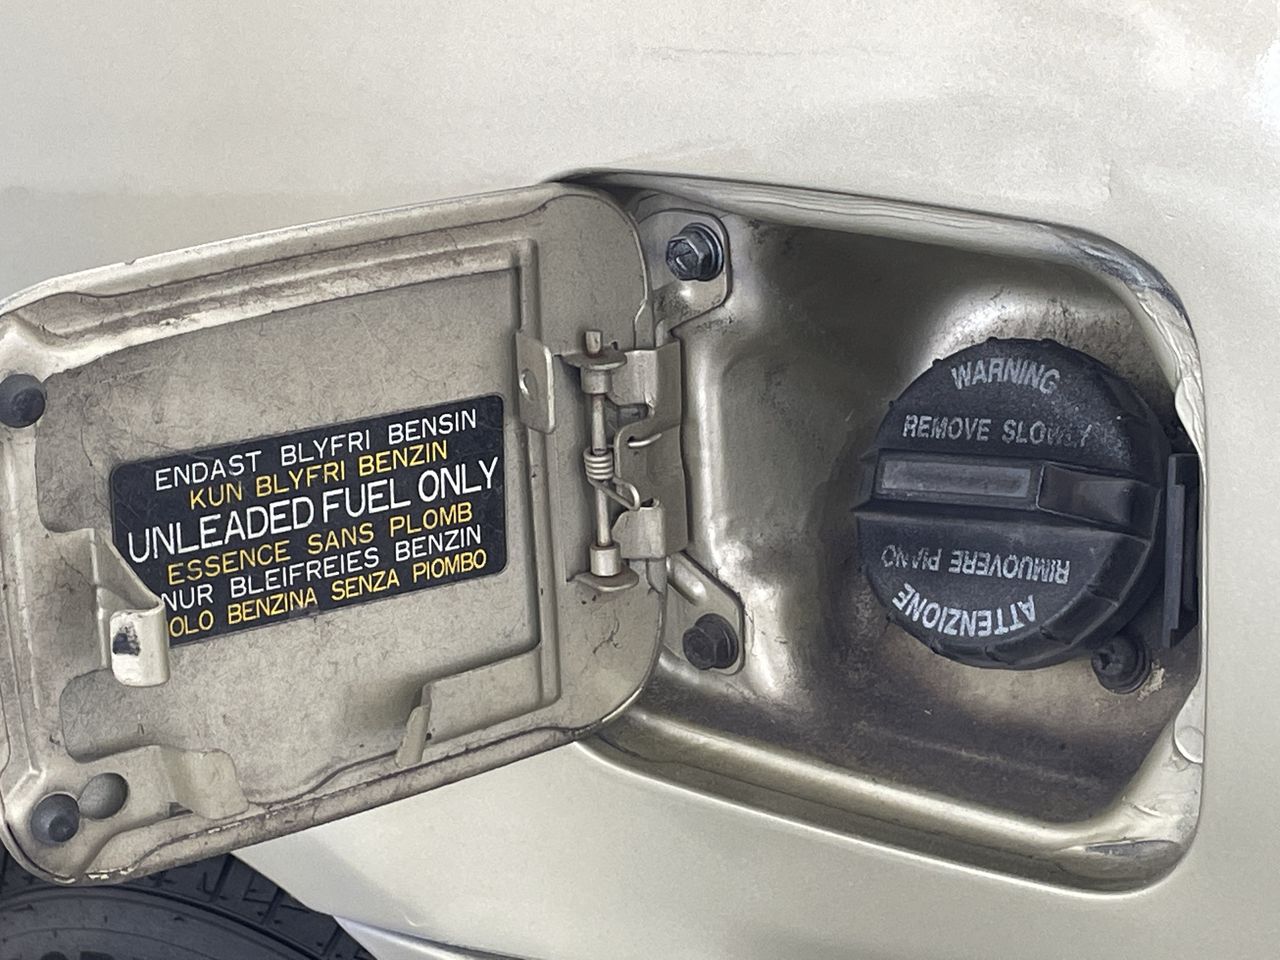 ENDAST BLYFRI BENSIN
KUN BLYFRI BENZIN
UNLEADED FUEL ONLY
ESSENCE SANS PLOMB
NUR BLEIFREIES BENZIN
OLO BENZINA SENZA PIOMBO
WARNING
REMOVE SLOWLY
RIMUOVERE PIANO
ATTENZIONE